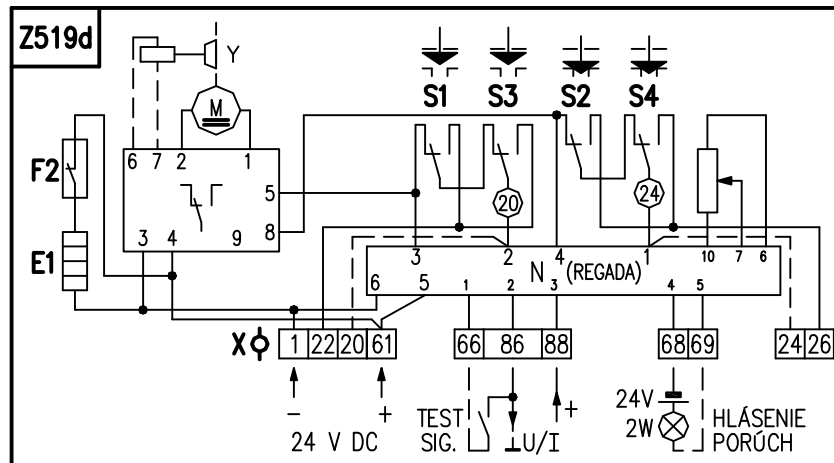 Z519d
Y
M
S1 S3 S2 S4
6 7 2 1
F2
5
8
20
24
3 4 9
E1
3 2 4 1 10 7 6
N (REGADA)
6 5 1 2 3 4 5
X 1 22 20 61 66 86 88 68 69 24 26
- +
24 V DC
TEST
SIG.
U/I
+
24V
2W
HLÁSENIE
PORÚCH